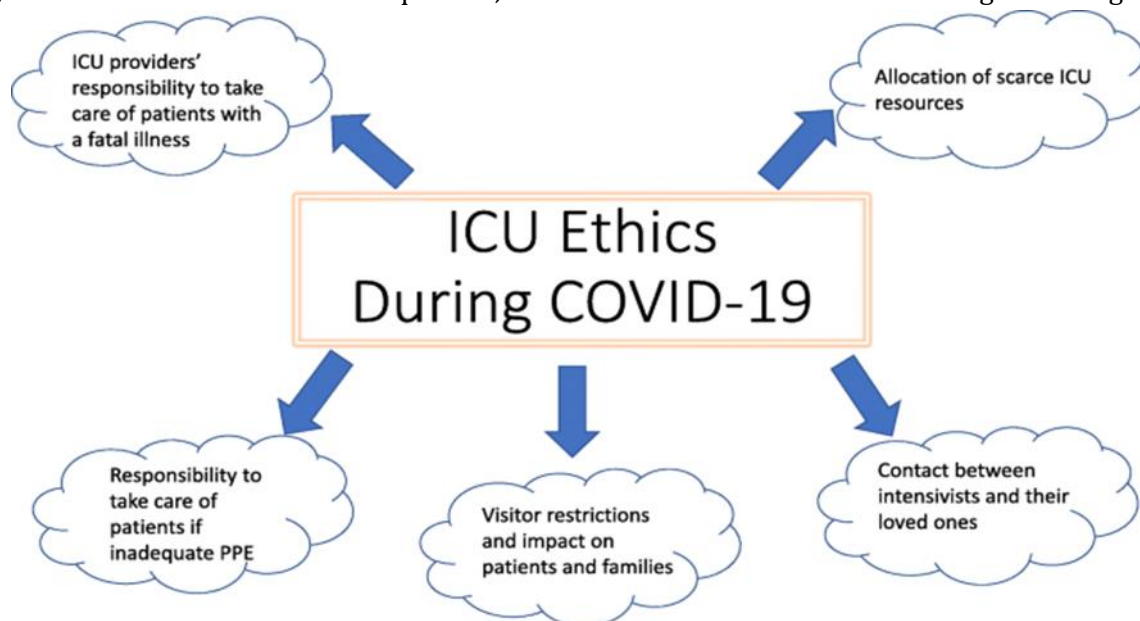 ICU providers'
responsibility to take
care of patients with
a fatal illness
Allocation of scarce ICU
resources
ICU Ethics
During COVID-19
Responsibility to
take care of
patients if
inadequate PPE
Visitor restrictions
and impact on
patients and families
Contact between
intensivists and their
loved ones